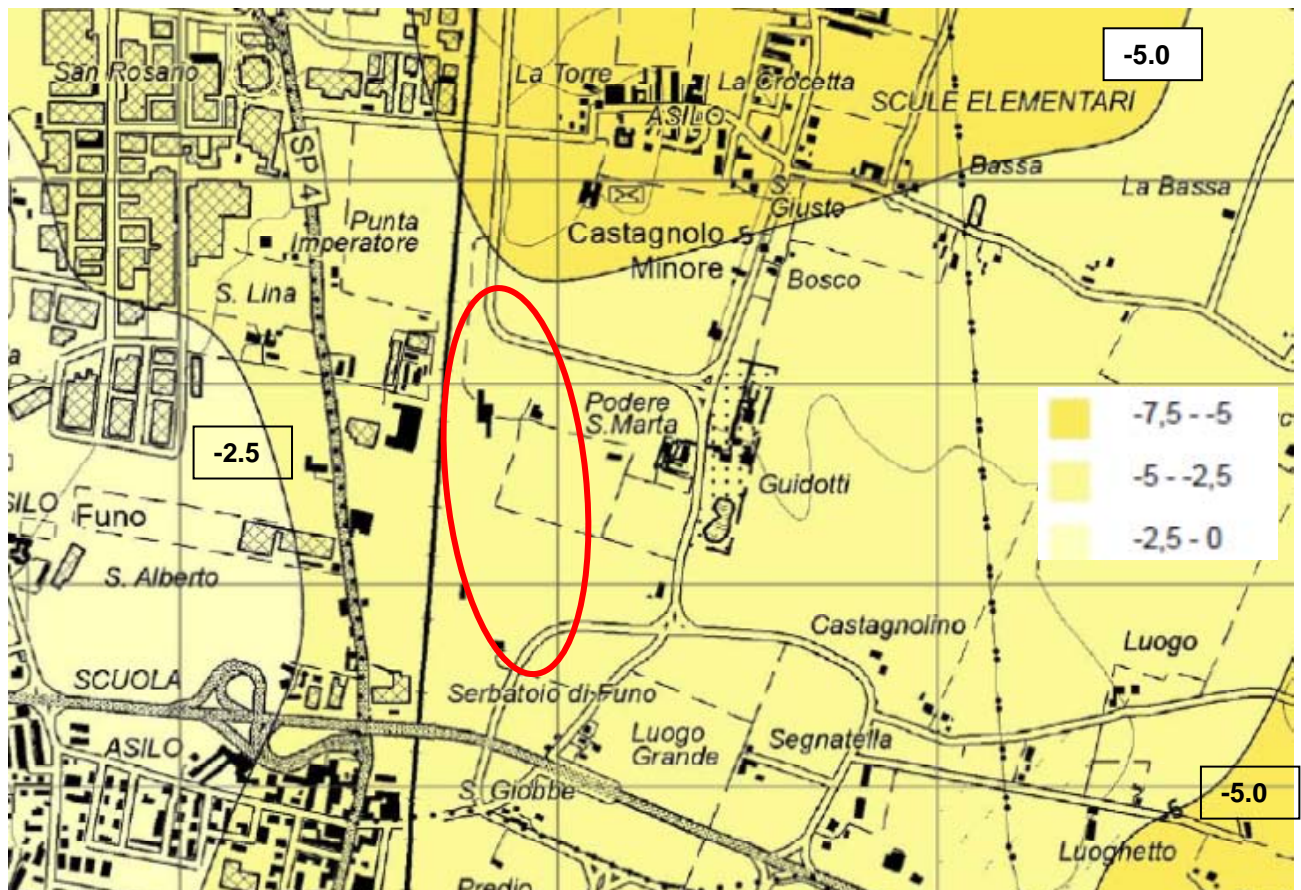 -5.0
San Rosario
La Torre
La Crocetta
ASILO
SCULE ELEMENTARI
SP 4
Bassa
La Bassa
Punta
Imperatore
S.
Giusto
Castagnolo
Minore
5
S. Lina
Bosco
Podere
S.Marta
-7,5 - -5
-2.5
-5 - -2,5
Guidotti
Funo
-2,5 - 0
S. Alberto
Castagnolino
Luogo
SCUOLA
Serbatoio di Funo
ASILO
Luogo
Grande
Segnatella
S. Giobbe
-5.0
Luoghetto
Predio